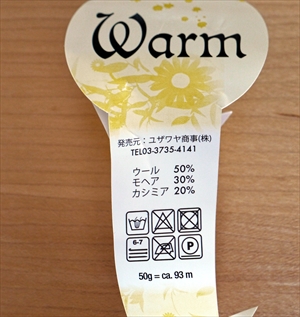 Warm
発売元：ユザワヤ商事(株)
TEL03-3735-4141
ウール 50%
モヘア 30%
カシミア 20%
6-7
P
50g = ca. 93 m